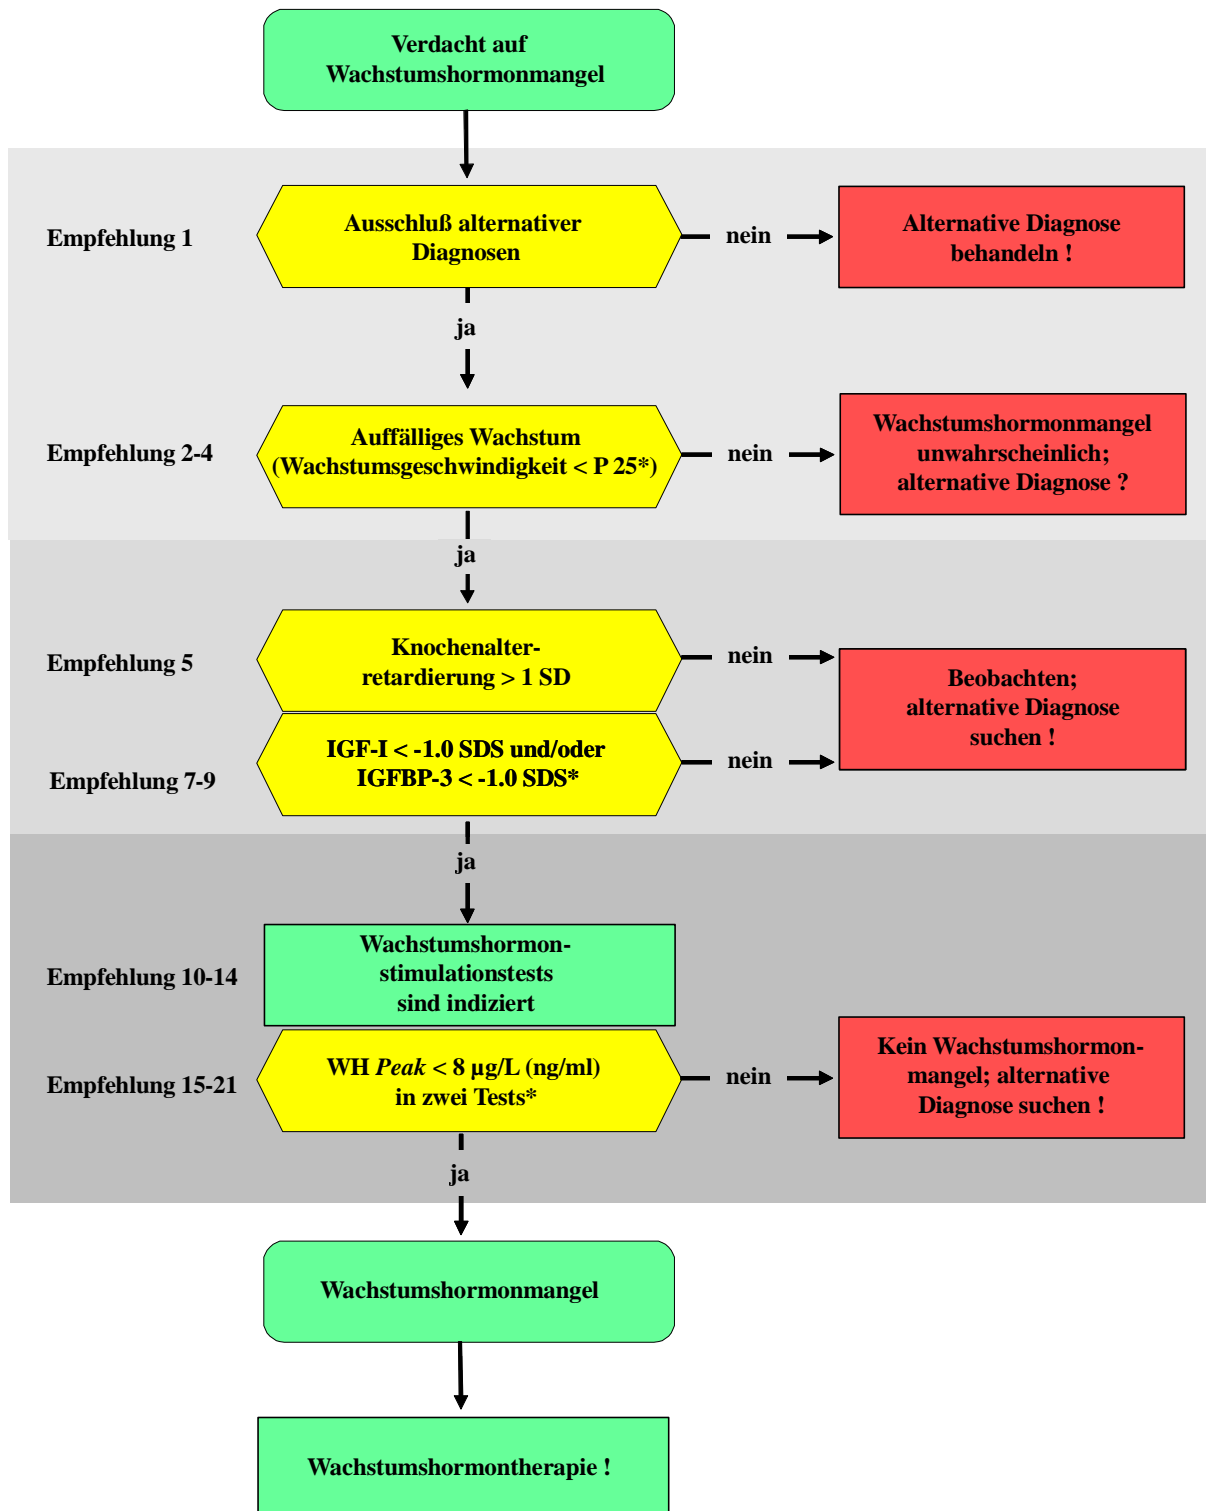 Verdacht auf
Wachstumshormonmangel
Empfehlung 1
Ausschluß alternativer
Diagnosen
nein
Alternative Diagnose
behandeln !
ja
Empfehlung 2-4
Auffälliges Wachstum
(Wachstumsgeschwindigkeit < P 25*)
nein
Wachstumshormonmangel
unwahrscheinlich;
alternative Diagnose ?
ja
Empfehlung 5
Knochenalter-
retardierung > 1 SD
nein
Beobachten;
alternative Diagnose
suchen !
Empfehlung 7-9
IGF-I < -1.0 SDS und/oder
IGFBP-3 < -1.0 SDS*
nein
ja
Empfehlung 10-14
Wachstumshormon-
stimulationstests
sind indiziert
Empfehlung 15-21
WH Peak < 8 µg/L (ng/ml)
in zwei Tests*
nein
Kein Wachstumshormon-
mangel; alternative
Diagnose suchen !
ja
Wachstumshormonmangel
Wachstumshormontherapie !